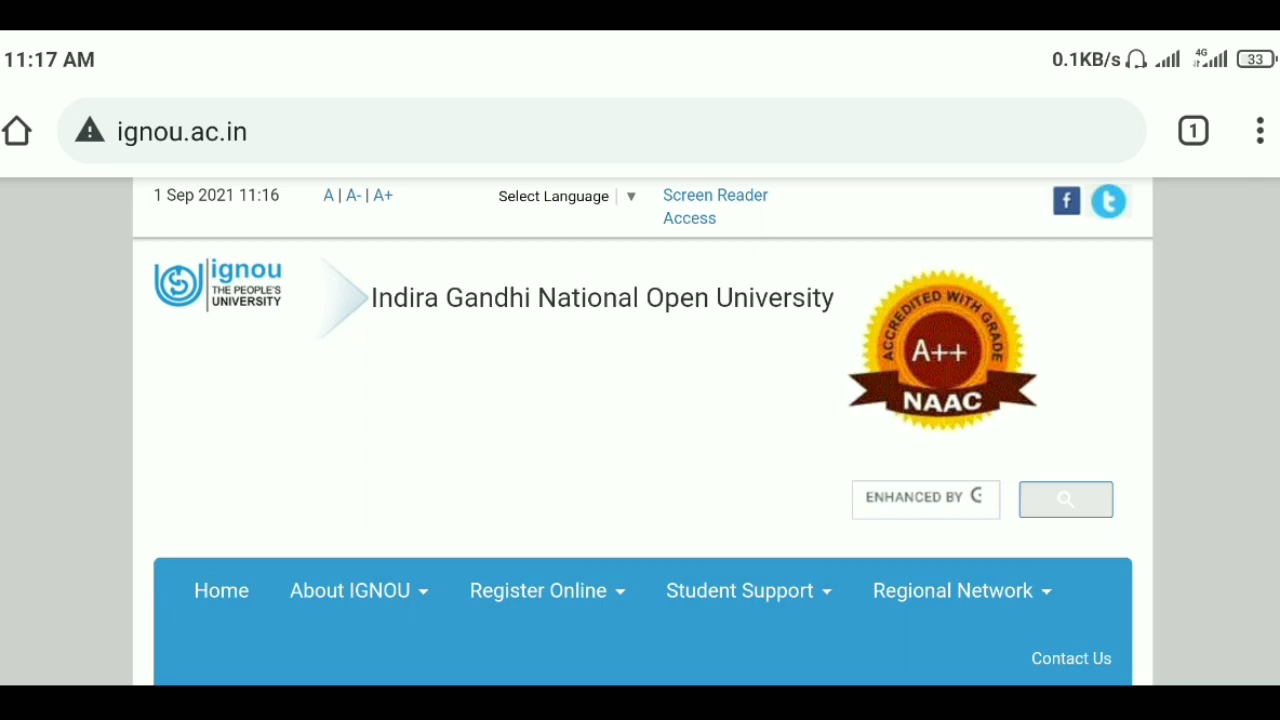 11:17 AM
0.1KB/s 4G 33
ignou.ac.in
1
1 Sep 2021 11:16
A | A- | A+
Select Language ▼
Screen Reader
Access
f t
ignou
THE PEOPLE'S
UNIVERSITY
Indira Gandhi National Open University
ACCREDITED WITH GRADE
A++
NAAC
ENHANCED BY
Home About IGNOU Register Online Student Support Regional Network
Contact Us